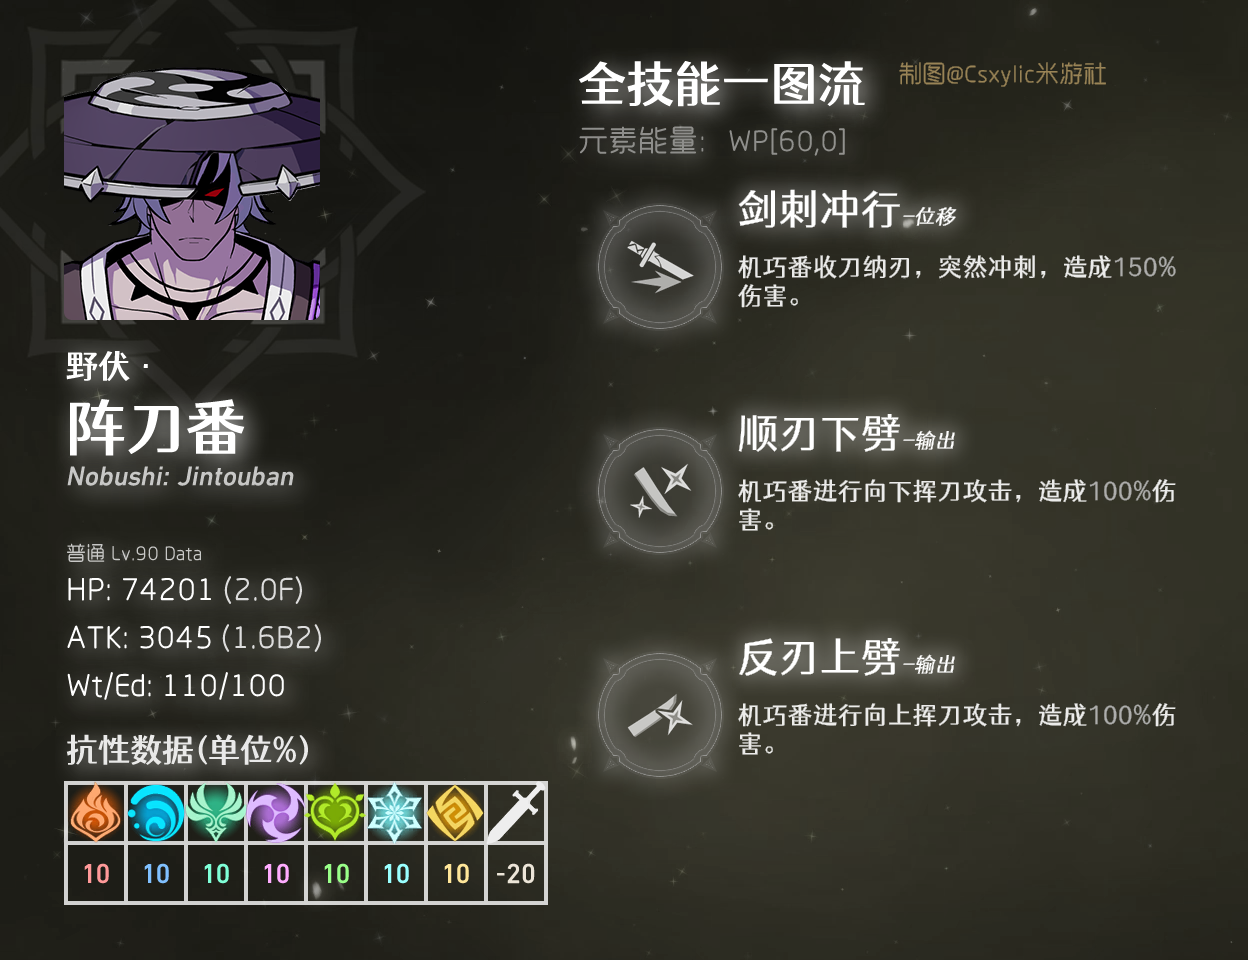 全技能一图流
制图@Csxylic米游社
元素能量: WP[60,0]
剑刺冲行–位移
机巧番收刀纳刃，突然冲刺，造成150%
伤害。
野伏·
阵刀番
Nobushi: Jintouban
顺刃下劈–输出
机巧番进行向下挥刀攻击，造成100%伤
害。
普通 Lv.90 Data
HP: 74201 (2.0F)
ATK: 3045 (1.6B2)
Wt/Ed: 110/100
反刃上劈–输出
机巧番进行向上挥刀攻击，造成100%伤
害。
抗性数据(单位%)
10 10 10 10 10 10 10 -20